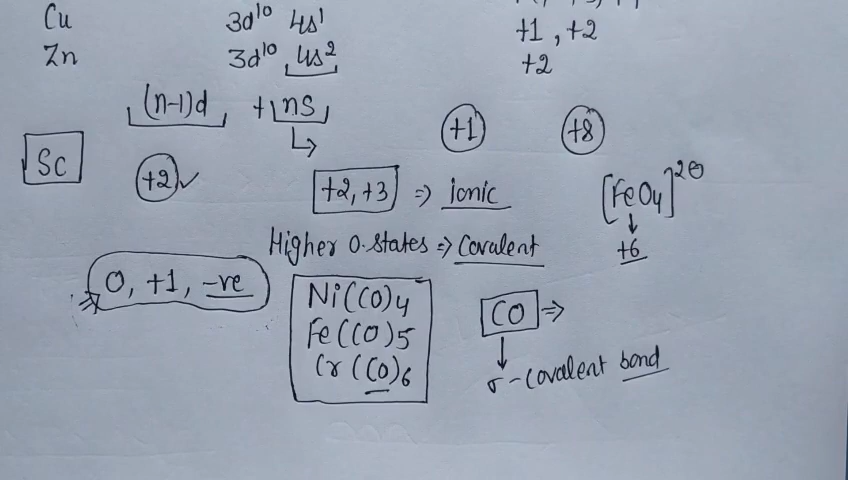 Cu 3d¹⁰ 4s¹ +1, +2
Zn 3d¹⁰ 4s² +2
(n-1)d + ns
+1 +8
Sc +2✓ +2, +3 ⇒ ionic [FeO4]²⊖
↓
Higher O.states ⇒ Covalent +6
⇒ 0, +1, -ve
Ni(CO)4
Fe(CO)5
Cr(CO)6
CO ⇒
↓
σ-covalent bond